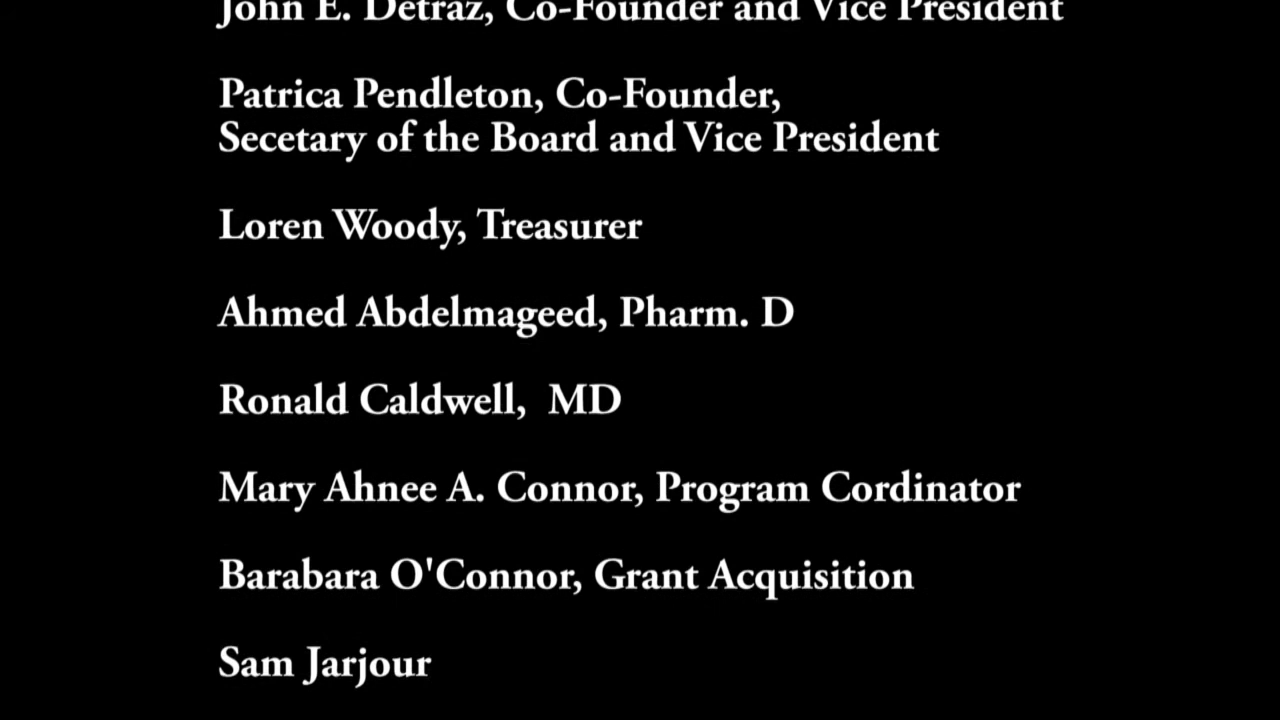 John E. Detraz, Co-Founder and Vice President
Patrica Pendleton, Co-Founder,
Secetary of the Board and Vice President
Loren Woody, Treasurer
Ahmed Abdelmageed, Pharm. D
Ronald Caldwell,  MD
Mary Ahnee A. Connor, Program Cordinator
Barabara O'Connor, Grant Acquisition
Sam Jarjour